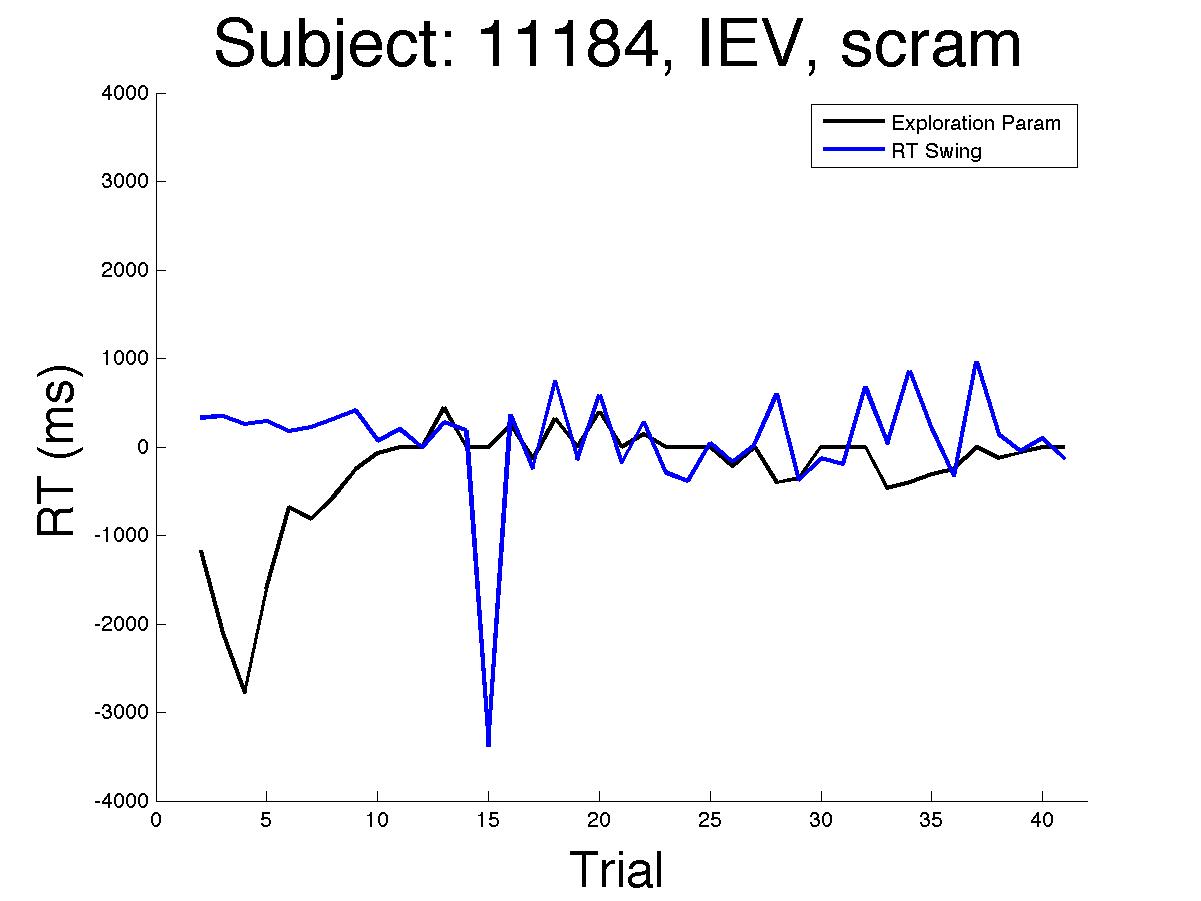 Subject: 11184, IEV, scram
Exploration Param
RT Swing
4000
3000
2000
1000
0
-1000
-2000
-3000
-4000
RT (ms)
0 5 10 15 20 25 30 35 40
Trial